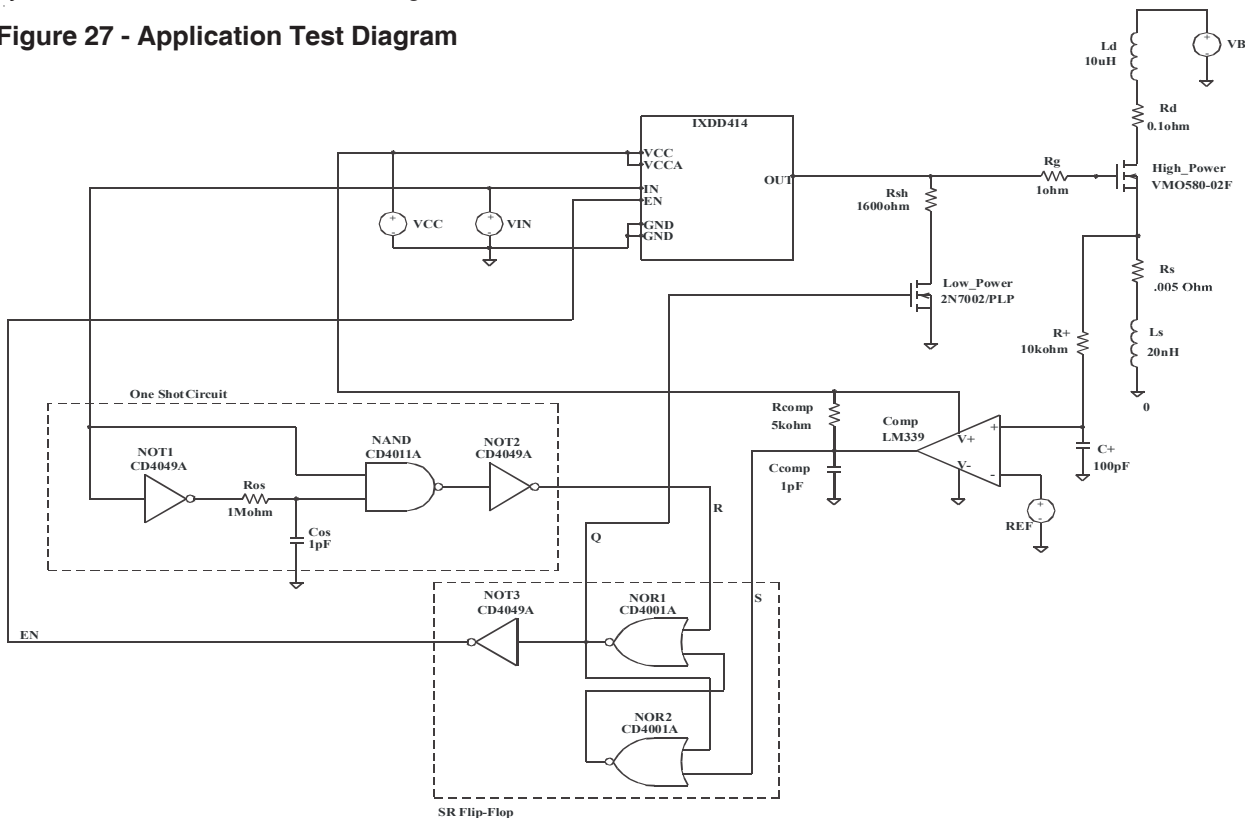 Figure 27 - Application Test Diagram
Ld
10uH
VB
Rd
0.1ohm
IXDD414
VCC
VCCA
IN
EN
GND
GND
OUT
VCC
VIN
Rsh
1600ohm
Rg
1ohm
High_Power
VMO580-02F
Low_Power
2N7002/PLP
Rs
.005 Ohm
R+
10kohm
Ls
20nH
0
One ShotCircuit
NOT1
CD4049A
Ros
1Mohm
Cos
1pF
NAND
CD4011A
NOT2
CD4049A
Rcomp
5kohm
Ccomp
1pF
Comp
LM339
V+
V-
+
-
C+
100pF
REF
R
Q
S
EN
NOT3
CD4049A
NOR1
CD4001A
NOR2
CD4001A
SR Flip-Flop